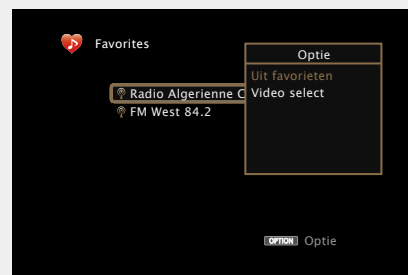 Favorites
Optie
Uit favorieten
Radio Algerienne C
Video select
FM West 84.2
OPTION Optie